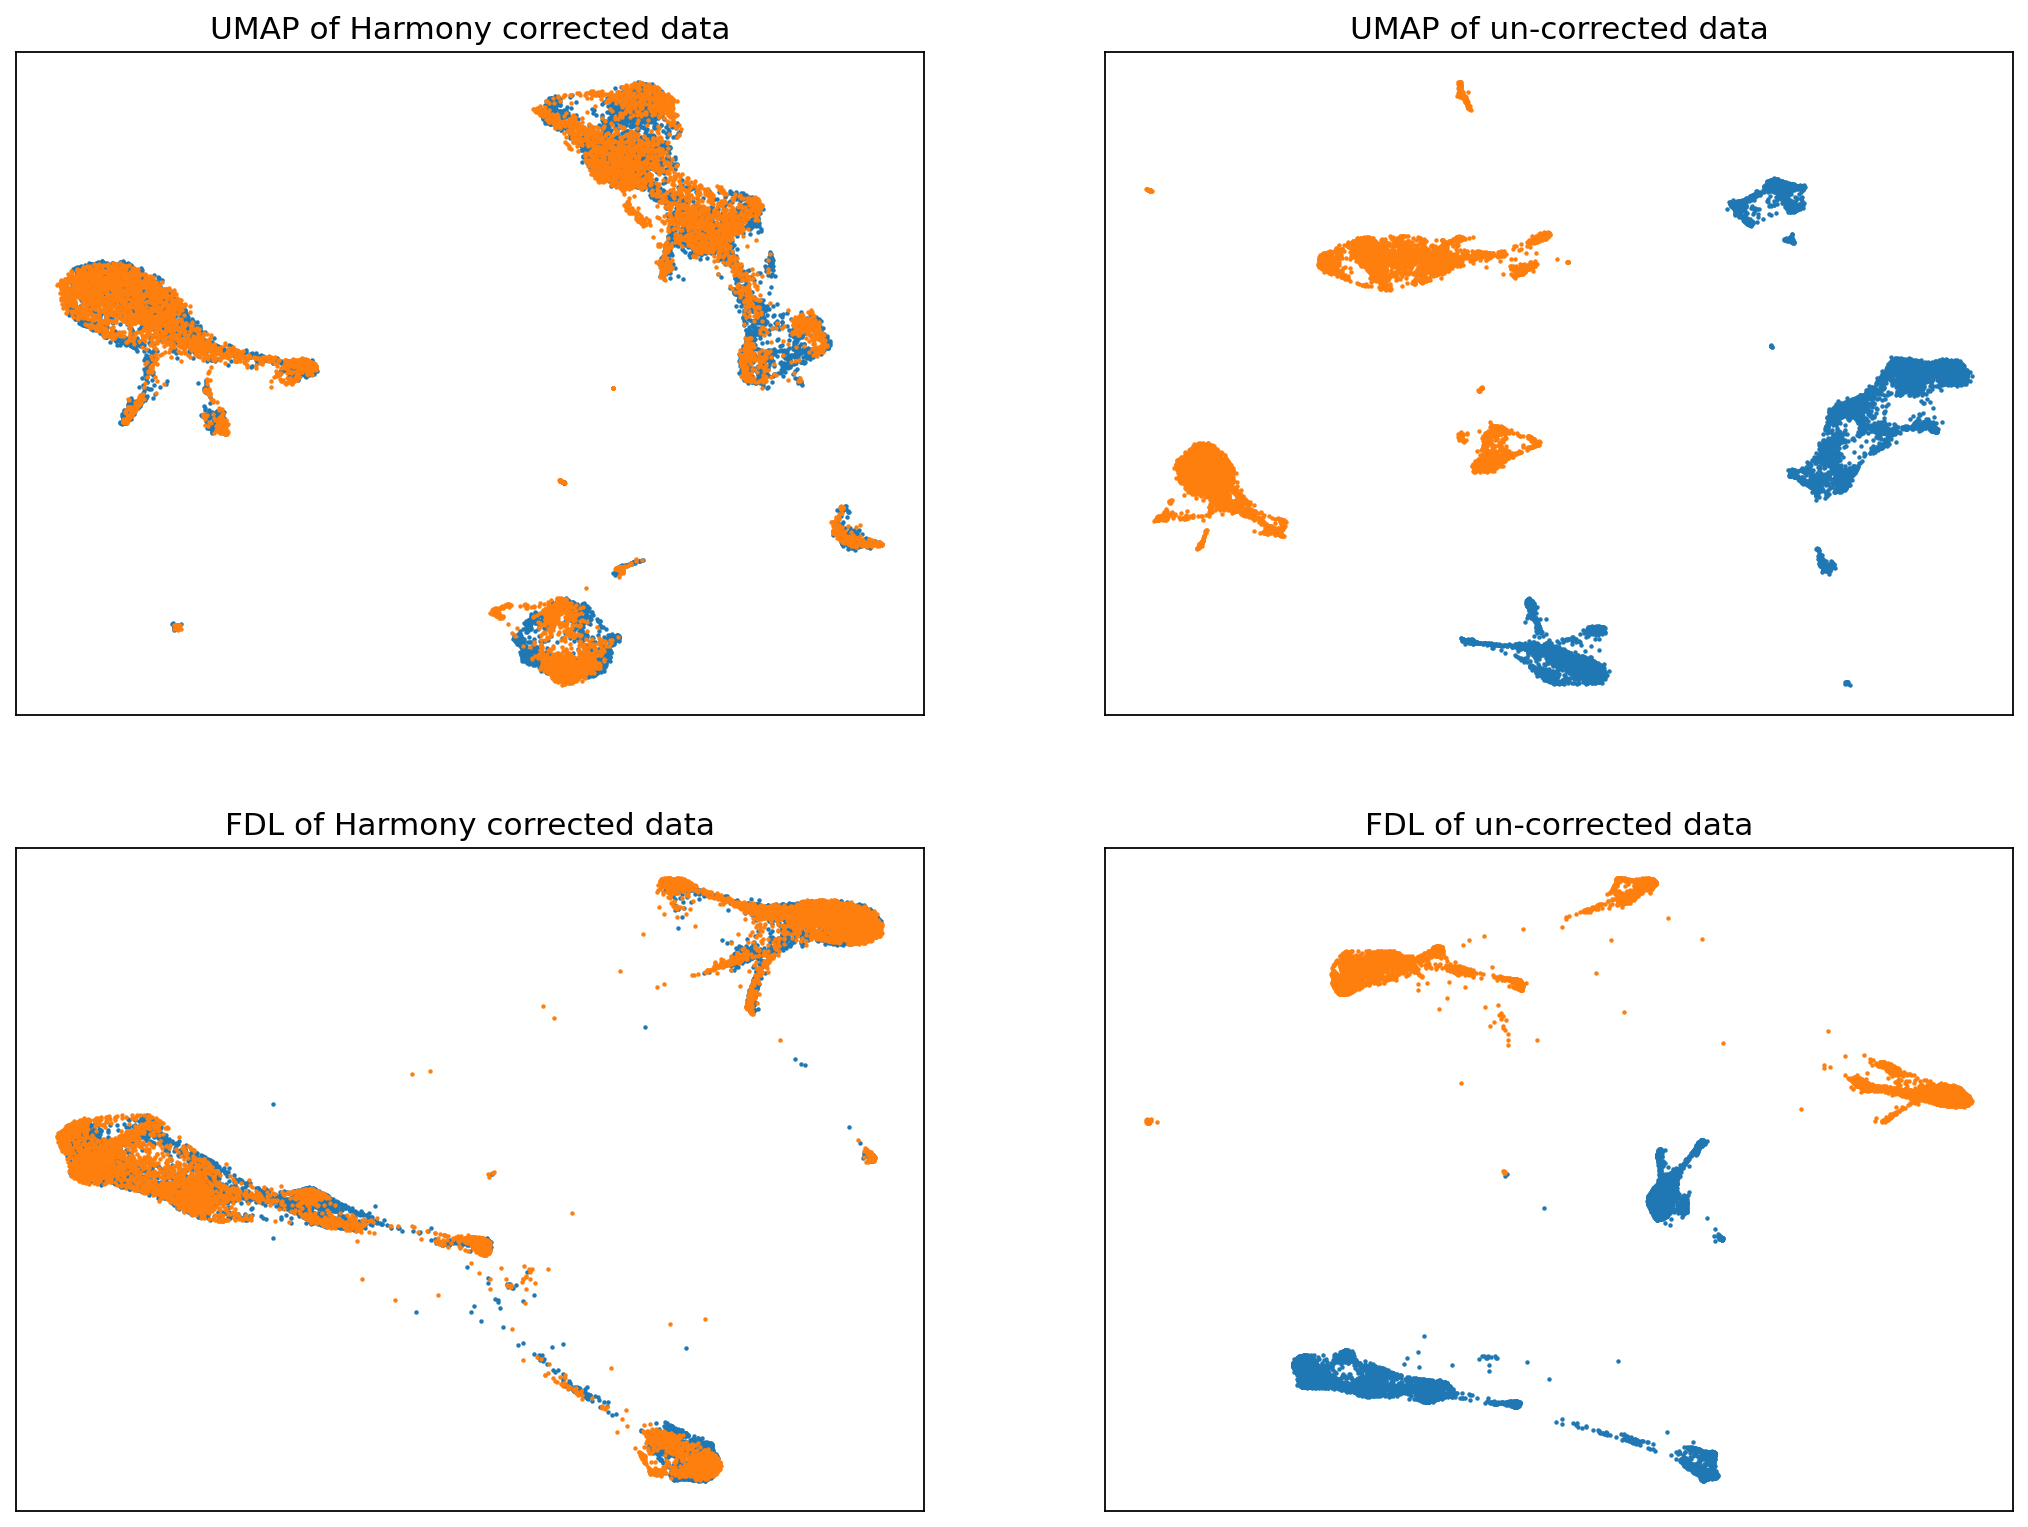 UMAP of Harmony corrected data
UMAP of un-corrected data
FDL of Harmony corrected data
FDL of un-corrected data